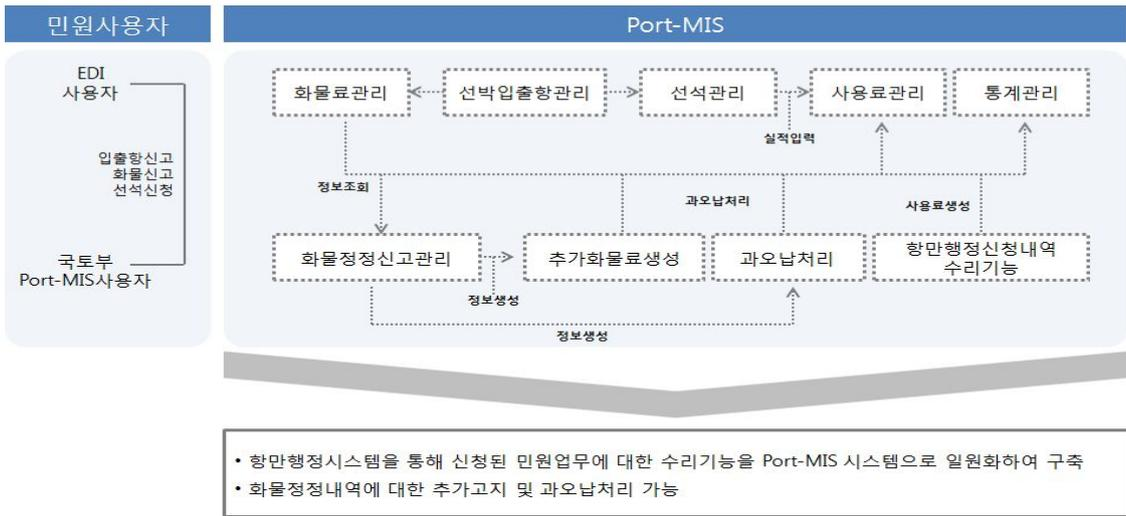 민원사용자
Port-MIS
EDI
사용자
입출항신고
화물신고
선석신청
국토부
Port-MIS사용자
화물료관리
선박입출항관리
선석관리
사용료관리
통계관리
실적입력
정보조회
과오납처리
사용료생성
화물정정신고관리
추가화물료생성
과오납처리
항만행정신청내역
수리기능
정보생성
정보생성
• 항만행정시스템을 통해 신청된 민원업무에 대한 수리기능을 Port-MIS 시스템으로 일원화하여 구축
• 화물정정내역에 대한 추가고지 및 과오납처리 가능